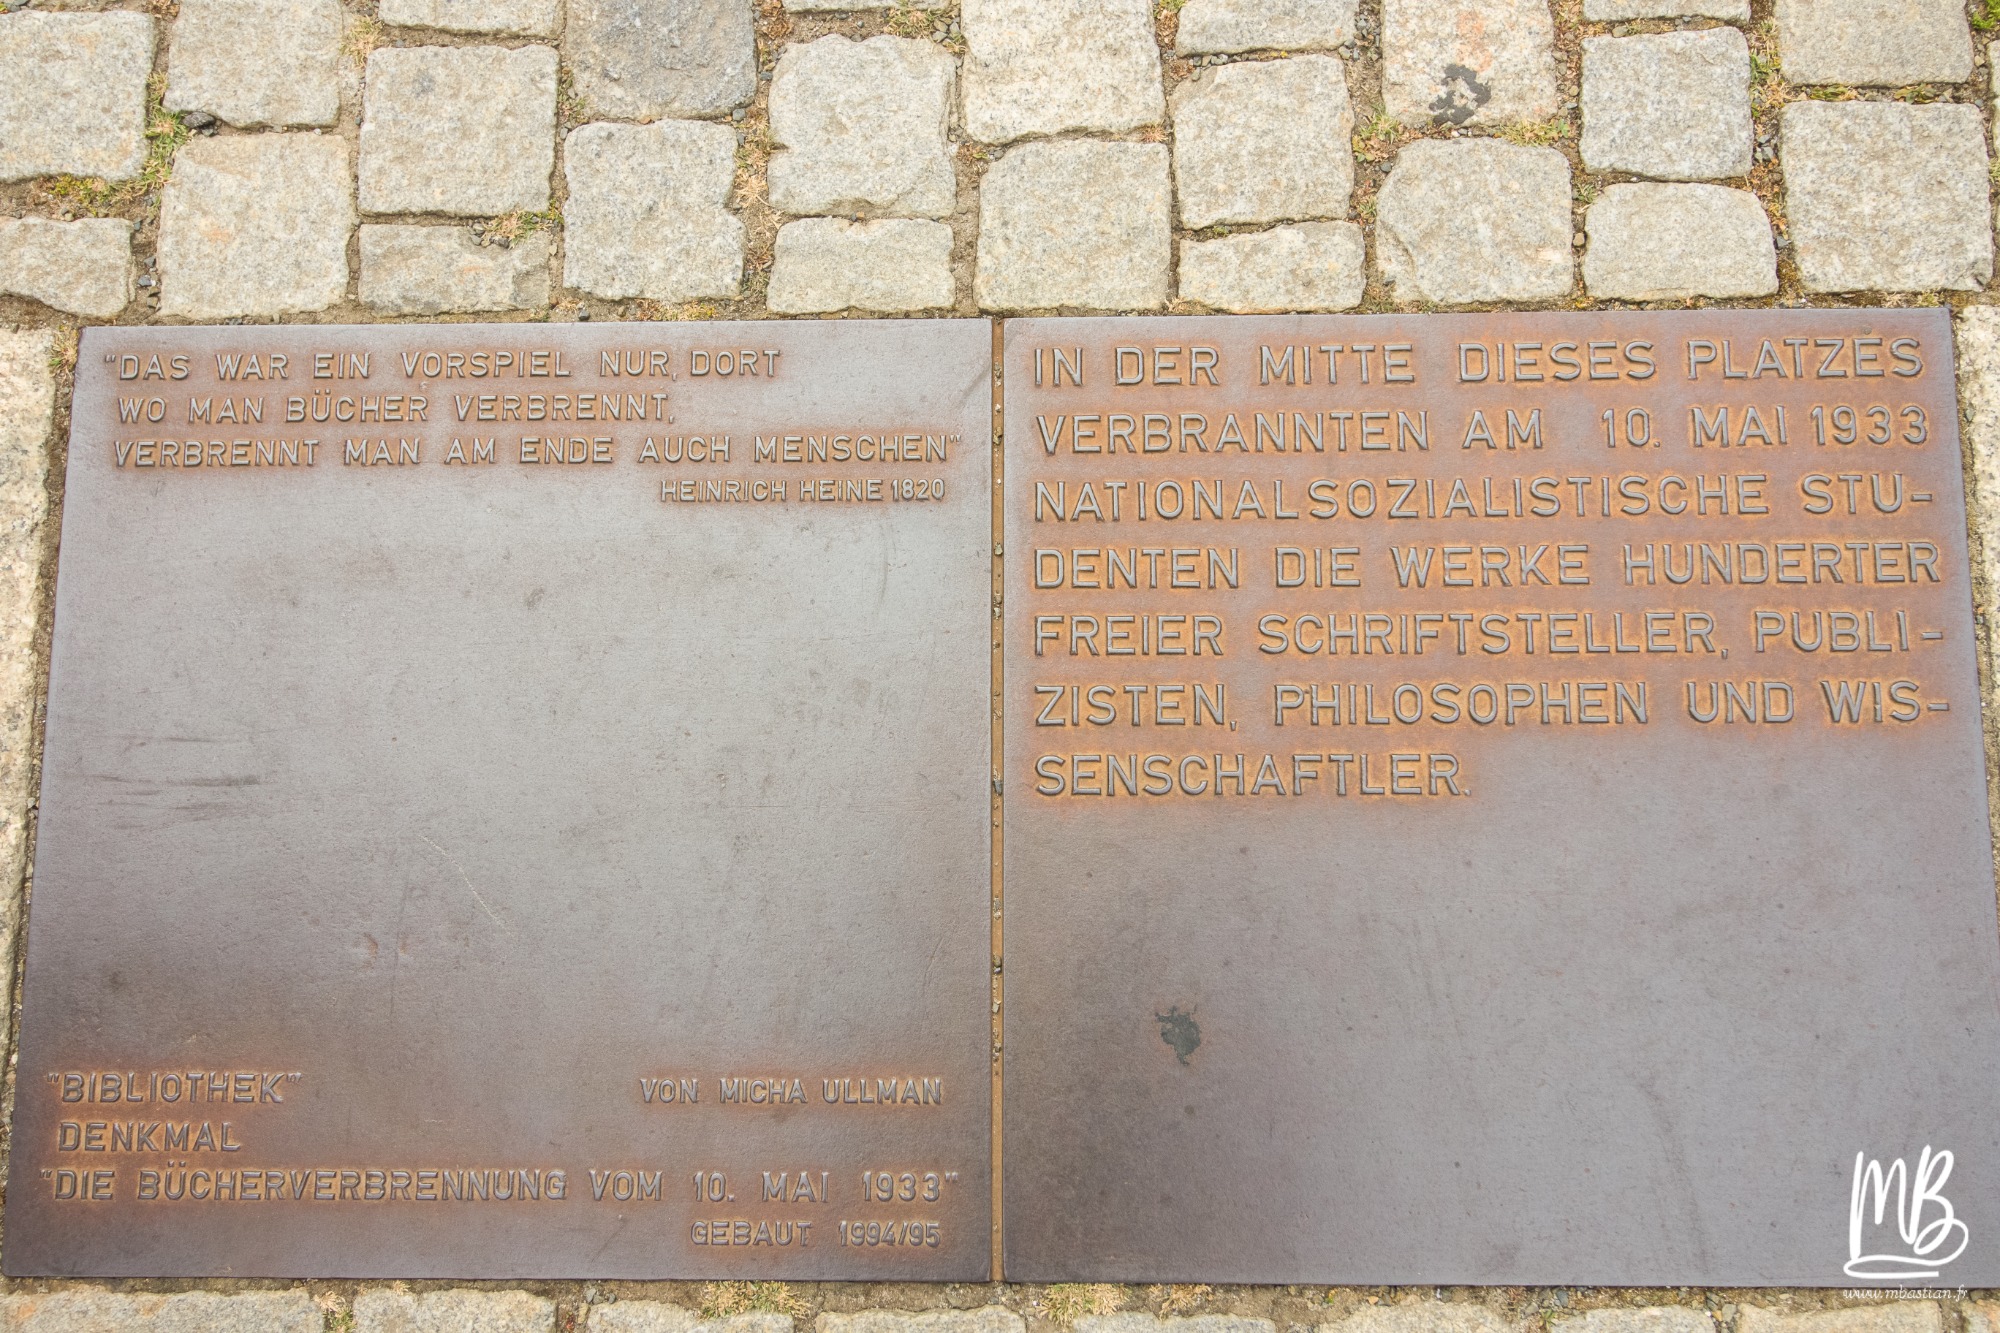 "DAS WAR EIN VORSPIEL NUR, DORT
WO MAN BÜCHER VERBRENNT,
VERBRENNT MAN AM ENDE AUCH MENSCHEN"
HEINRICH HEINE 1820
"BIBLIOTHEK" VON MICHA ULLMAN
DENKMAL
"DIE BÜCHERVERBRENNUNG VOM 10. MAI 1933"
GEBAUT 1994/95
IN DER MITTE DIESES PLATZES
VERBRANNTEN AM 10. MAI 1933
NATIONALSOZIALISTISCHE STU-
DENTEN DIE WERKE HUNDERTER
FREIER SCHRIFTSTELLER, PUBLI-
ZISTEN, PHILOSOPHEN UND WIS-
SENSCHAFTLER.
MB
www.mbastian.fr